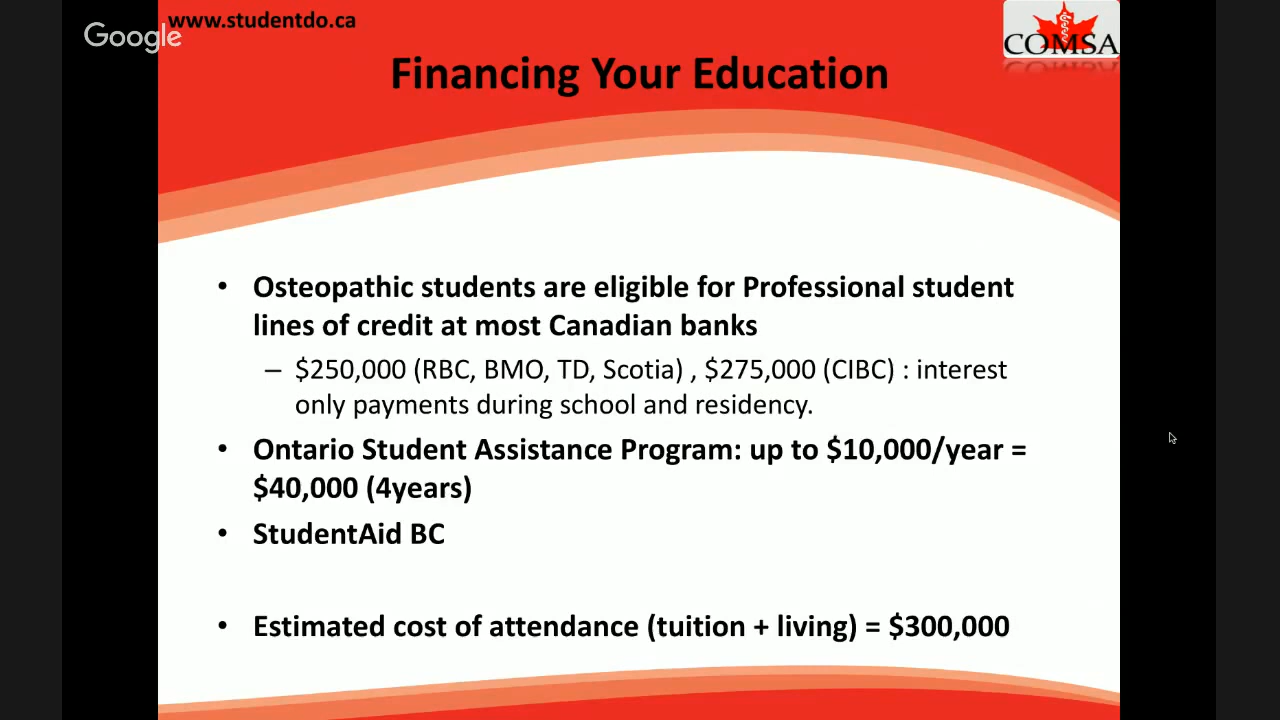 www.studentdo.ca
Google
COMSA
Financing Your Education
• Osteopathic students are eligible for Professional student
lines of credit at most Canadian banks
– $250,000 (RBC, BMO, TD, Scotia) , $275,000 (CIBC) : interest
only payments during school and residency.
• Ontario Student Assistance Program: up to $10,000/year =
$40,000 (4years)
• StudentAid BC
• Estimated cost of attendance (tuition + living) = $300,000